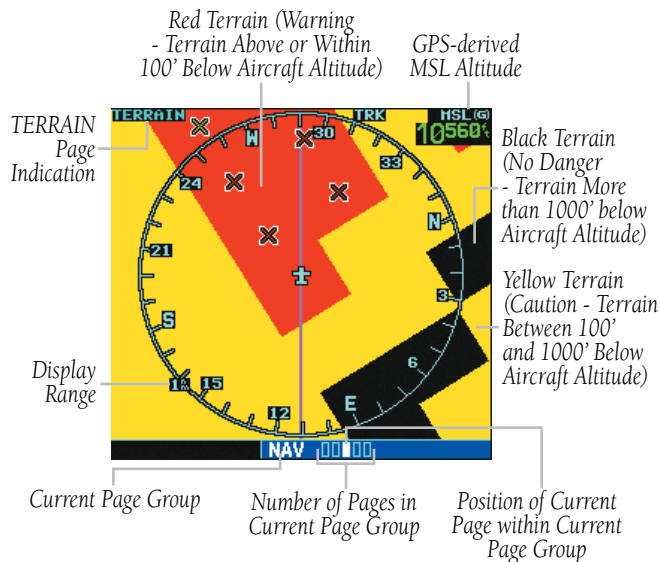 Red Terrain (Warning
- Terrain Above or Within
100' Below Aircraft Altitude)
GPS-derived
MSL Altitude
TERRAIN
Page
Indication
TERRAIN
TRK
MSL(G)
10560
Black Terrain
(No Danger
- Terrain More
than 1000' below
Aircraft Altitude)
W
30
33
24
N
21
3
S
6
15
12
E
Yellow Terrain
(Caution - Terrain
Between 100'
and 1000' Below
Aircraft Altitude)
Display
Range
NAV
Current Page Group
Number of Pages in
Current Page Group
Position of Current
Page within Current
Page Group